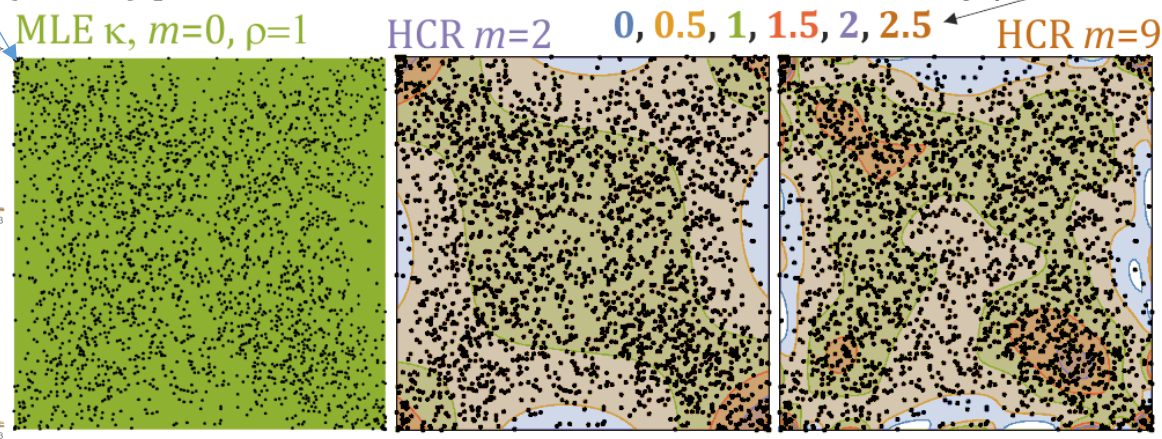 MLE κ, m=0, ρ=1
HCR m=2
0, 0.5, 1, 1.5, 2, 2.5
HCR m=9